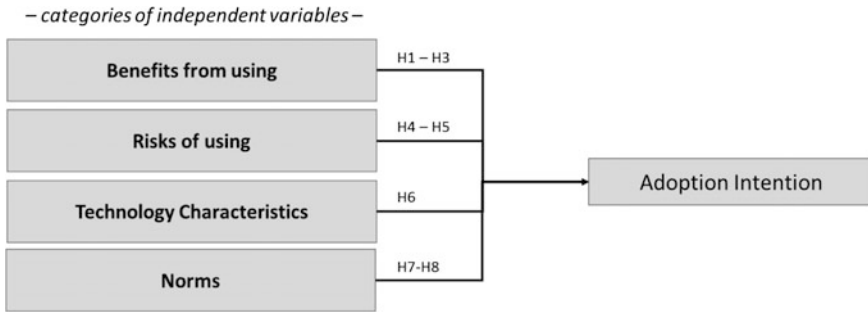 – categories of independent variables –
Benefits from using
H1 – H3
Risks of using
H4 – H5
Adoption Intention
Technology Characteristics
H6
Norms
H7-H8